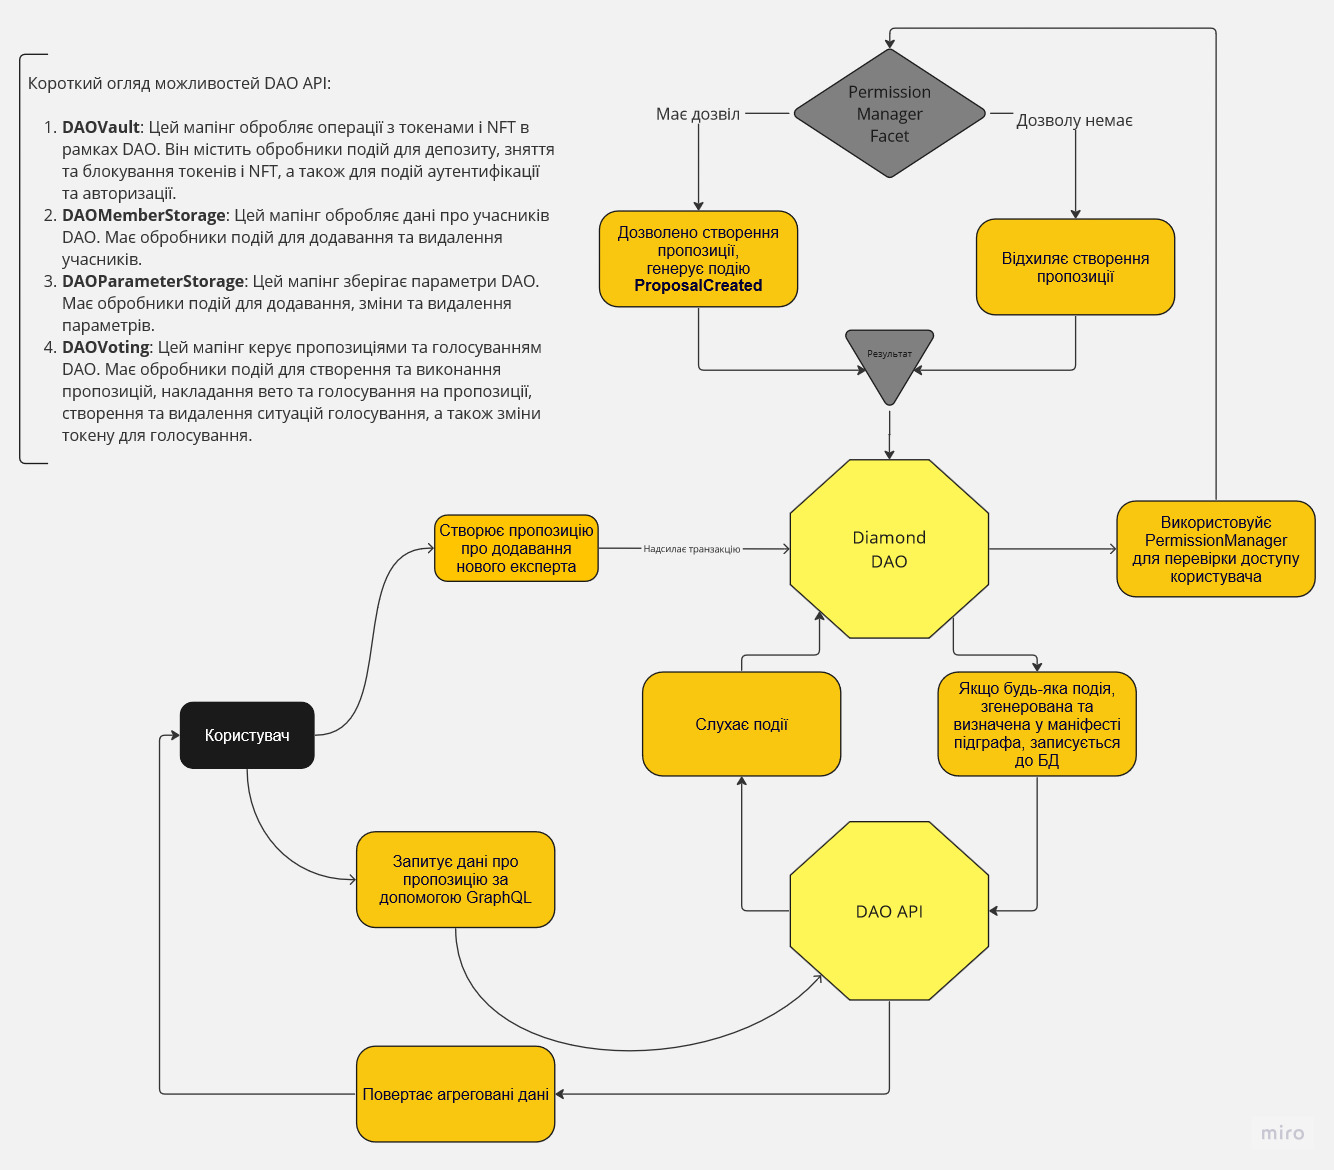 Короткий огляд можливостей DAO API:
1. DAOVault: Цей мапінг обробляє операції з токенами і NFT в
рамках DAO. Він містить обробники подій для депозиту, зняття
та блокування токенів і NFT, а також для подій аутентифікації
та авторизації.
2. DAOMemberStorage: Цей мапінг обробляє дані про учасників
DAO. Має обробники подій для додавання та видалення
учасників.
3. DAOParameterStorage: Цей мапінг зберігає параметри DAO.
Має обробники подій для додавання, зміни та видалення
параметрів.
4. DAOVoting: Цей мапінг керує пропозиціями та голосуванням
DAO. Має обробники подій для створення та виконання
пропозицій, накладання вето та голосування на пропозиції,
створення та видалення ситуацій голосування, а також зміни
токену для голосування.
Permission
Manager
Facet
Має дозвіл
Дозволу немає
Дозволено створення
пропозиції,
генерує подію
ProposalCreated
Відхиляє створення
пропозиції
Результат
Створює пропозицію
про додавання
нового експерта
Надсилає транзакцію
Diamond
DAO
Використовуйє
PermissionManager
для перевірки доступу
користувача
Користувач
Слухає події
Якщо будь-яка подія,
згенерована та
визначена у маніфесті
підграфа, записується
до БД
Запитує дані про
пропозицію за
допомогою GraphQL
DAO API
Повертає агреговані дані
miro